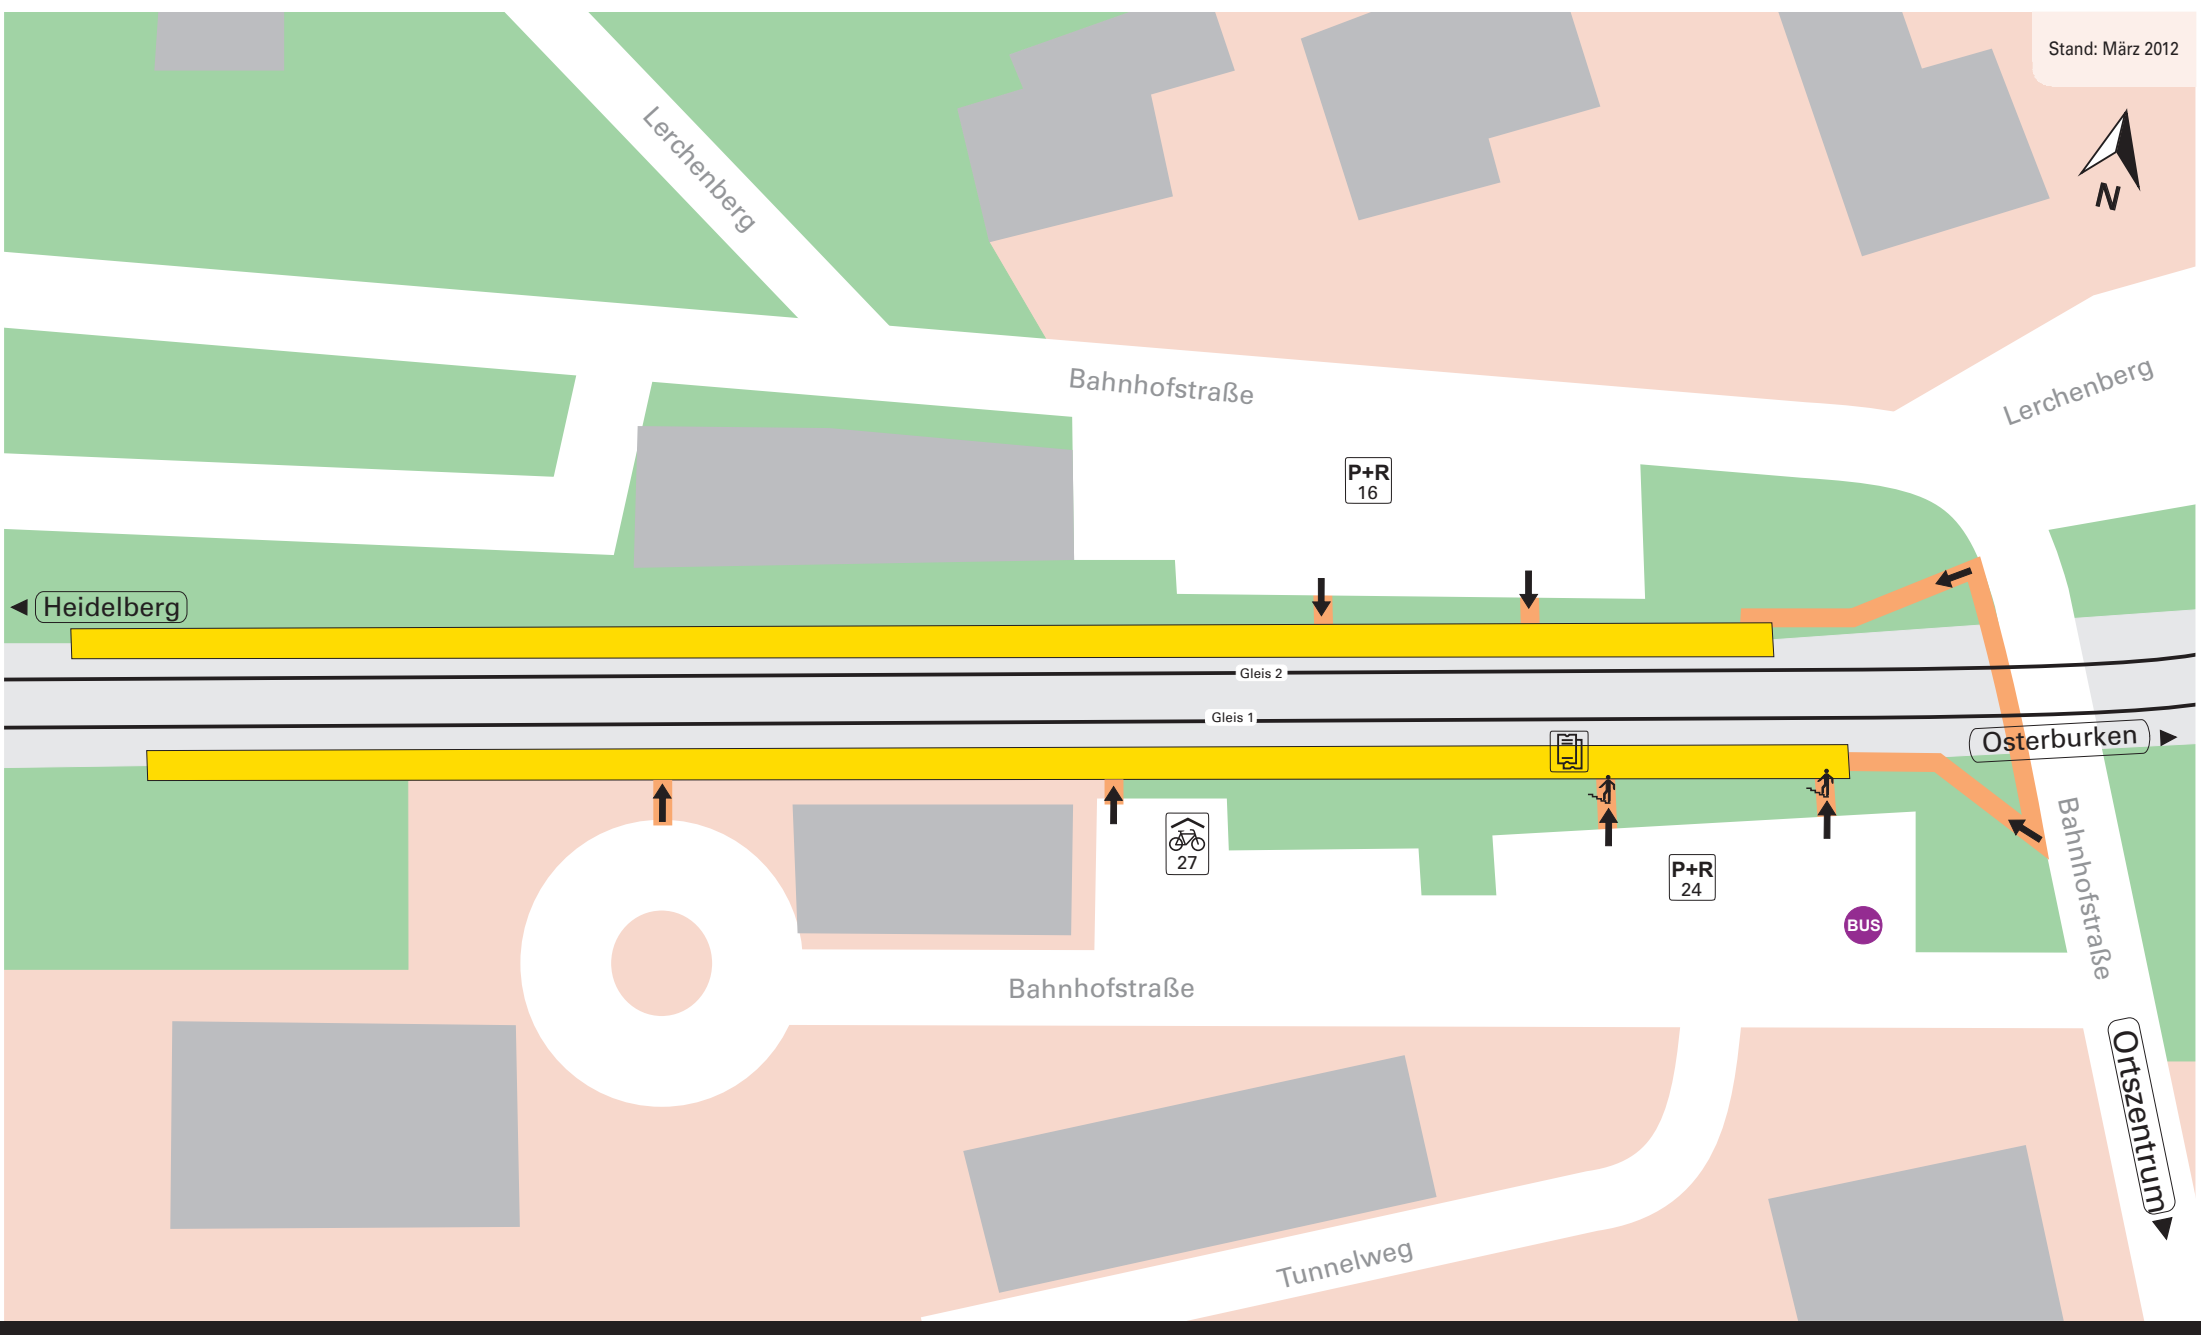 Stand: März 2012
N
Lerchenberg
Bahnhofstraße
Lerchenberg
P+R
16
Heidelberg
Gleis 2
Gleis 1
Osterburken
27
P+R
24
BUS
Bahnhofstraße
Bahnhofstraße
Ortszentrum
Tunnelweg